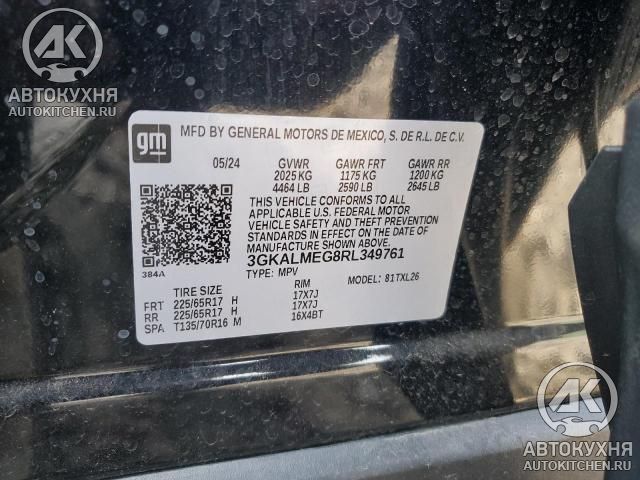 AK
АВТОКУХНЯ
AUTOKITCHEN.RU
gm
MFD BY GENERAL MOTORS DE MEXICO, S. DE R.L. DE C.V.
05/24 GVWR GAWR FRT GAWR RR
2025 KG 1175 KG 1200 KG
4464 LB 2590 LB 2645 LB
THIS VEHICLE CONFORMS TO ALL
APPLICABLE U.S. FEDERAL MOTOR
VEHICLE SAFETY AND THEFT PREVENTION
STANDARDS IN EFFECT ON THE DATE OF
MANUFACTURE SHOWN ABOVE.
384A 3GKALMEG8RL349761
TYPE: MPV MODEL: 81TXL26
TIRE SIZE RIM
FRT 225/65R17 H 17X7J
RR 225/65R17 H 17X7J
SPA T135/70R16 M 16X4BT
AK
АВТОКУХНЯ
AUTOKITCHEN.RU